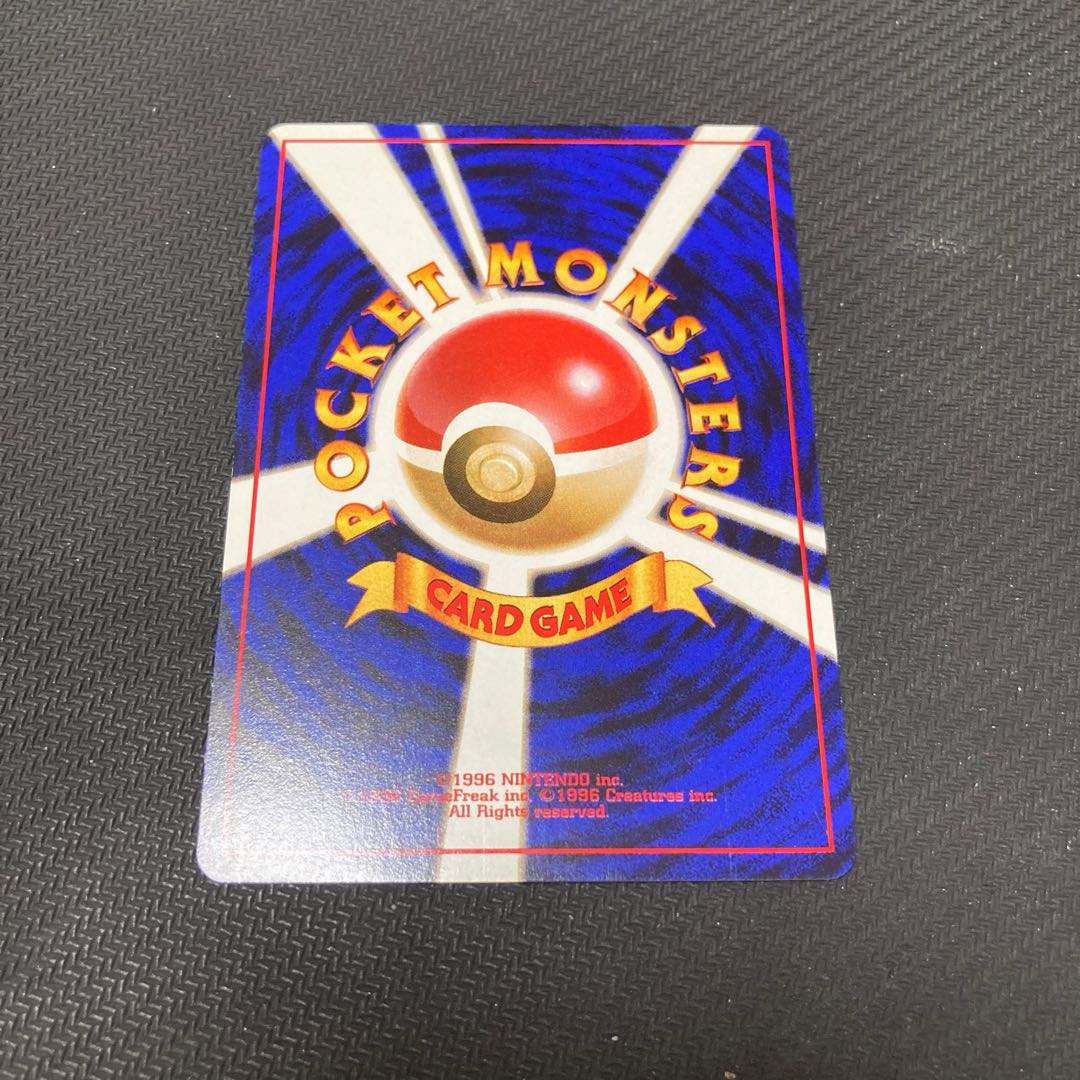 POCKET MONSTERS
CARD GAME
©1996 NINTENDO inc.
©1996 GameFreak inc. ©1996 Creatures inc.
All Rights reserved.